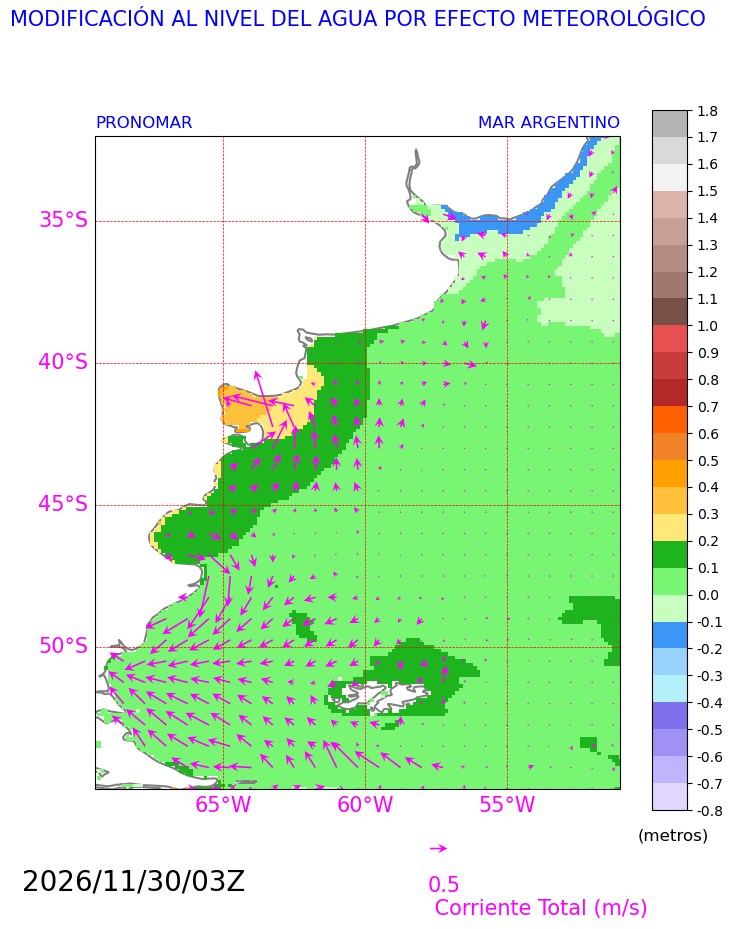 MODIFICACIÓN AL NIVEL DEL AGUA POR EFECTO METEOROLÓGICO
PRONOMAR MAR ARGENTINO
35°S
40°S
45°S
50°S
65°W 60°W 55°W
1.8
1.7
1.6
1.5
1.4
1.3
1.2
1.1
1.0
0.9
0.8
0.7
0.6
0.5
0.4
0.3
0.2
0.1
0.0
-0.1
-0.2
-0.3
-0.4
-0.5
-0.6
-0.7
-0.8
(metros)
2026/11/30/03Z
0.5
Corriente Total (m/s)